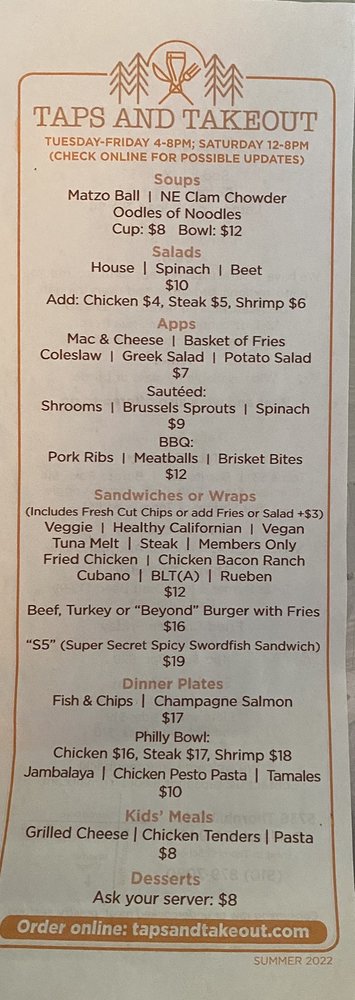 TAPS AND TAKEOUT
TUESDAY-FRIDAY 4-8PM; SATURDAY 12-8PM
(CHECK ONLINE FOR POSSIBLE UPDATES)
Soups
Matzo Ball | NE Clam Chowder
Oodles of Noodles
Cup: $8 Bowl: $12
Salads
House | Spinach | Beet
$10
Add: Chicken $4, Steak $5, Shrimp $6
Apps
Mac & Cheese | Basket of Fries
Coleslaw | Greek Salad | Potato Salad
$7
Sautéed:
Shrooms | Brussels Sprouts | Spinach
$9
BBQ:
Pork Ribs | Meatballs | Brisket Bites
$12
Sandwiches or Wraps
(Includes Fresh Cut Chips or add Fries or Salad +$3)
Veggie | Healthy Californian | Vegan
Tuna Melt | Steak | Members Only
Fried Chicken | Chicken Bacon Ranch
Cubano | BLT(A) | Rueben
$12
Beef, Turkey or “Beyond” Burger with Fries
$16
“S5” (Super Secret Spicy Swordfish Sandwich)
$19
Dinner Plates
Fish & Chips | Champagne Salmon
$17
Philly Bowl:
Chicken $16, Steak $17, Shrimp $18
Jambalaya | Chicken Pesto Pasta | Tamales
$10
Kids’ Meals
Grilled Cheese | Chicken Tenders | Pasta
$8
Desserts
Ask your server: $8
Order online: tapsandtakeout.com
SUMMER 2022